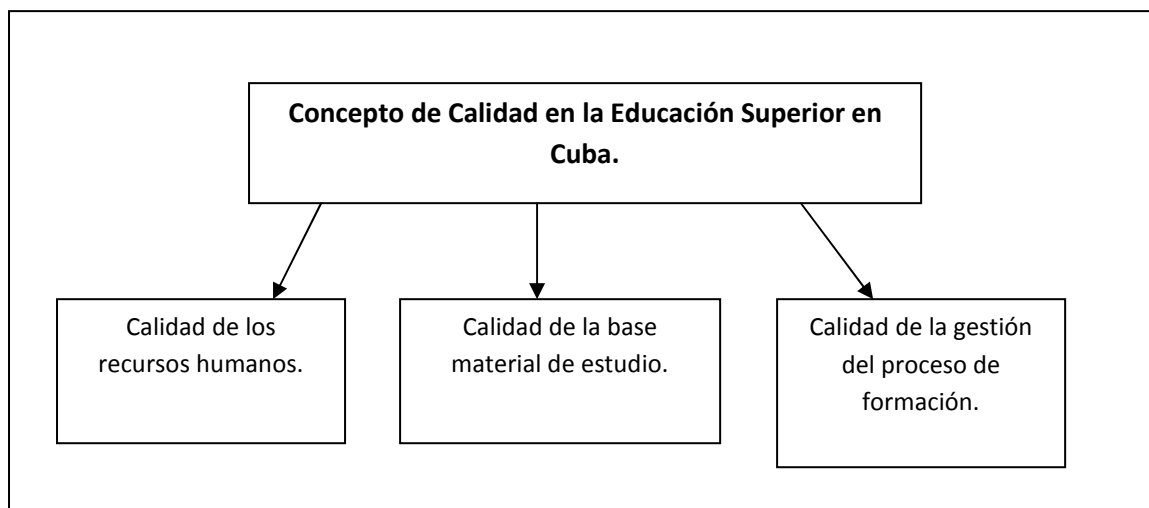 Concepto de Calidad en la Educación Superior en
Cuba.
Calidad de los
recursos humanos.
Calidad de la base
material de estudio.
Calidad de la gestión
del proceso de
formación.